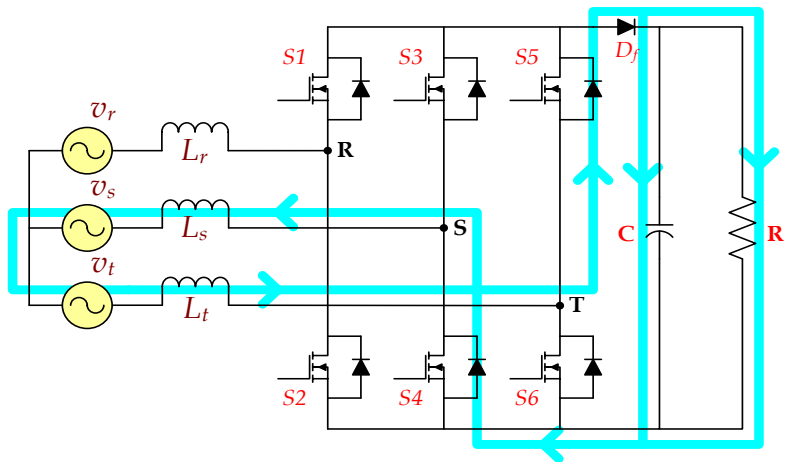 S1 S3 S5 D_f
v_r
L_r R
v_s
L_s S C R
v_t
L_t T
S2 S4 S6